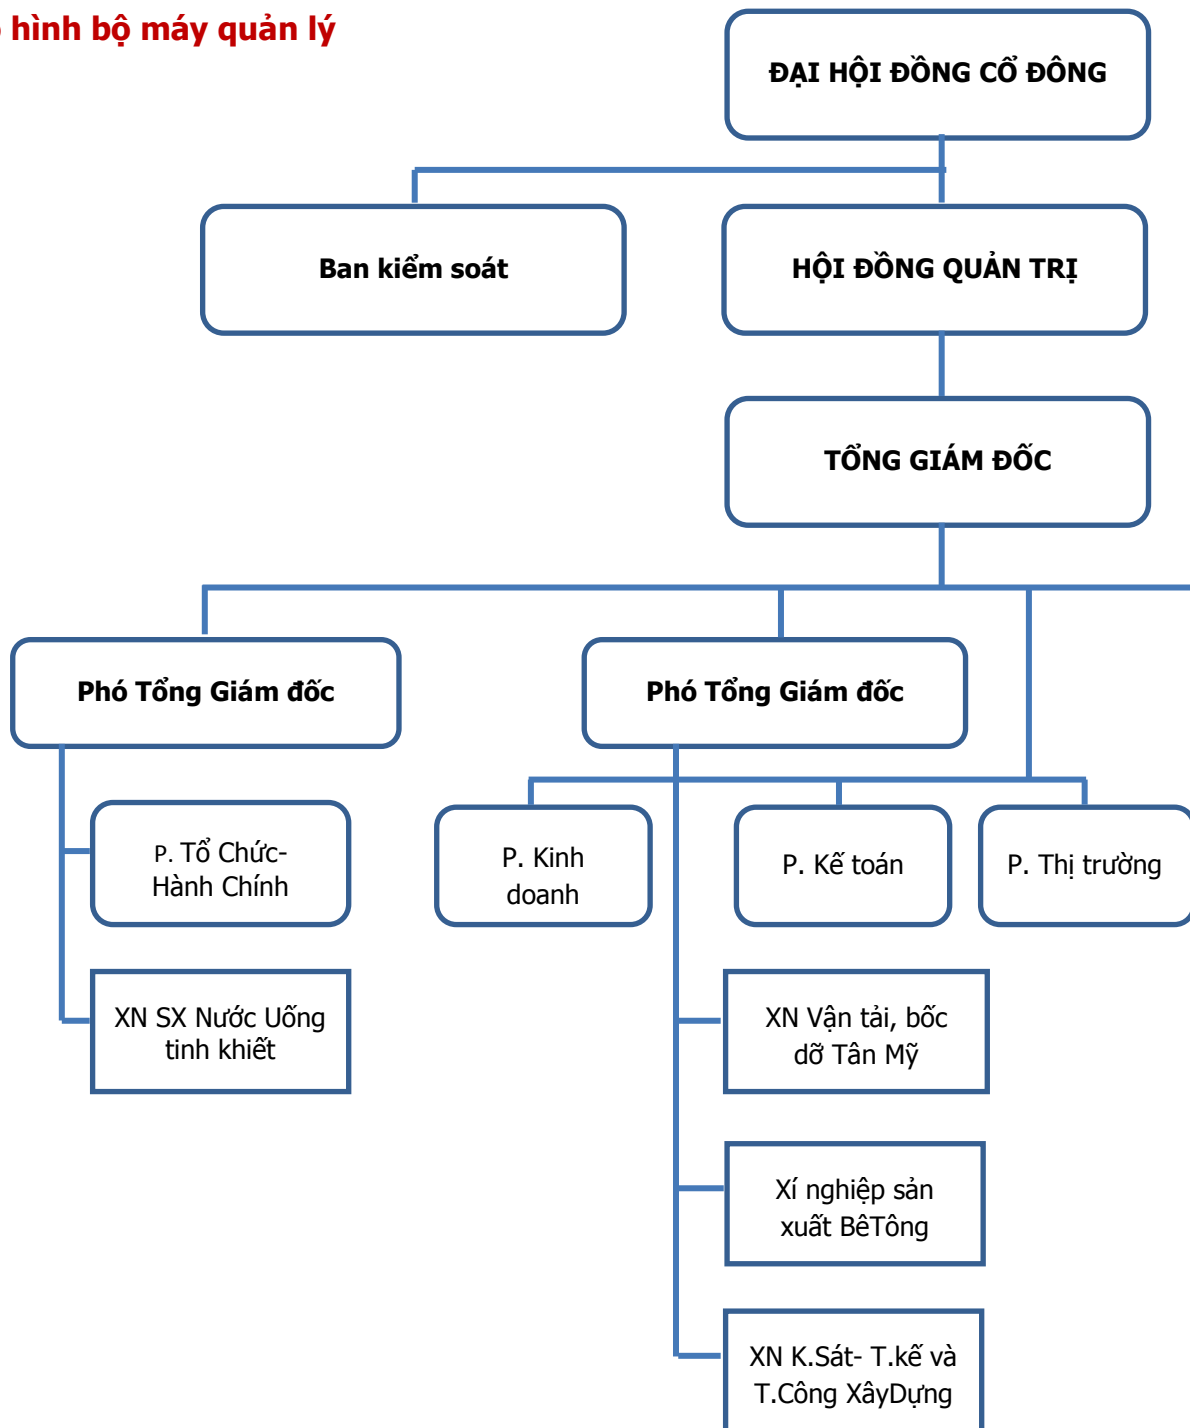 hình bộ máy quản lý
ĐẠI HỘI ĐỒNG CỔ ĐÔNG
Ban kiểm soát
HỘI ĐỒNG QUẢN TRỊ
TỔNG GIÁM ĐỐC
Phó Tổng Giám đốc
Phó Tổng Giám đốc
P. Tổ Chức-
Hành Chính
P. Kinh
doanh
P. Kế toán
P. Thị trường
XN SX Nước Uống
tinh khiết
XN Vận tải, bốc
dỡ Tân Mỹ
Xí nghiệp sản
xuất BêTông
XN K.Sát- T.kế và
T.Công XâyDựng